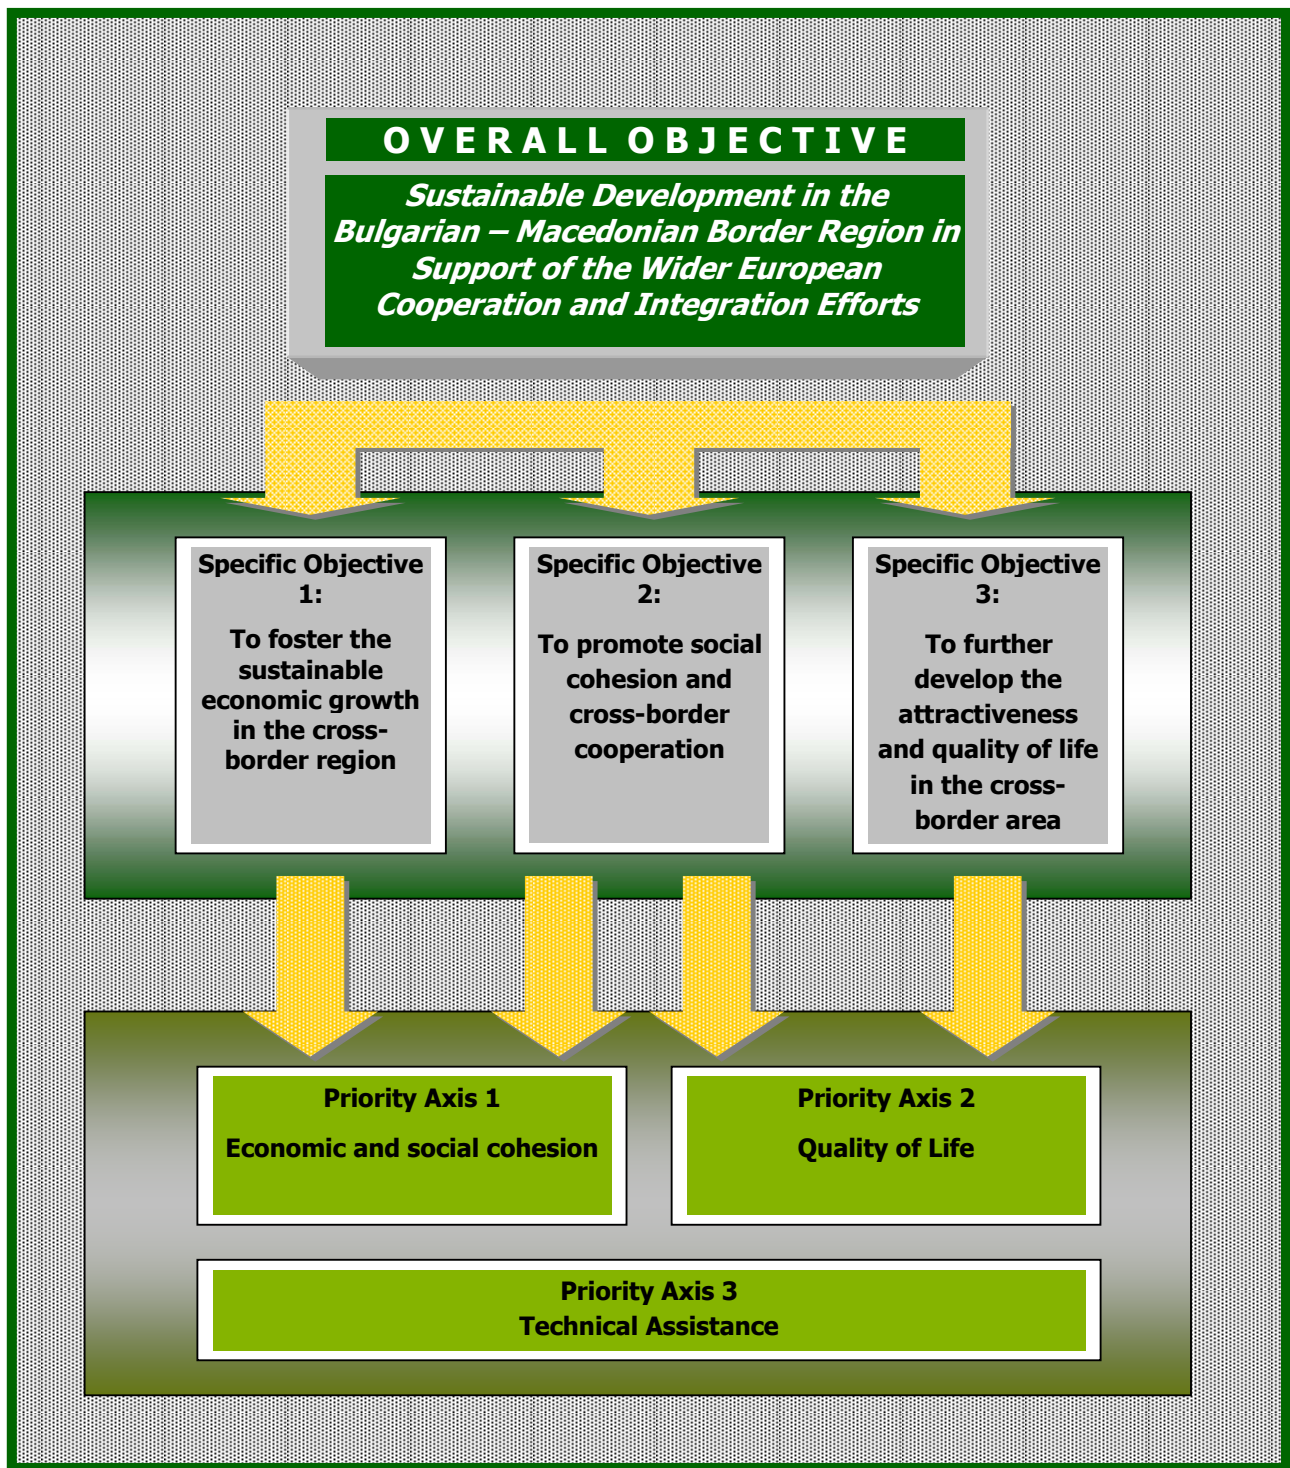 OVERALL OBJECTIVE
Sustainable Development in the
Bulgarian – Macedonian Border Region in
Support of the Wider European
Cooperation and Integration Efforts
Specific Objective
1:
To foster the
sustainable
economic growth
in the cross-
border region
Specific Objective
2:
To promote social
cohesion and
cross-border
cooperation
Specific Objective
3:
To further
develop the
attractiveness
and quality of life
in the cross-
border area
Priority Axis 1
Economic and social cohesion
Priority Axis 2
Quality of Life
Priority Axis 3
Technical Assistance